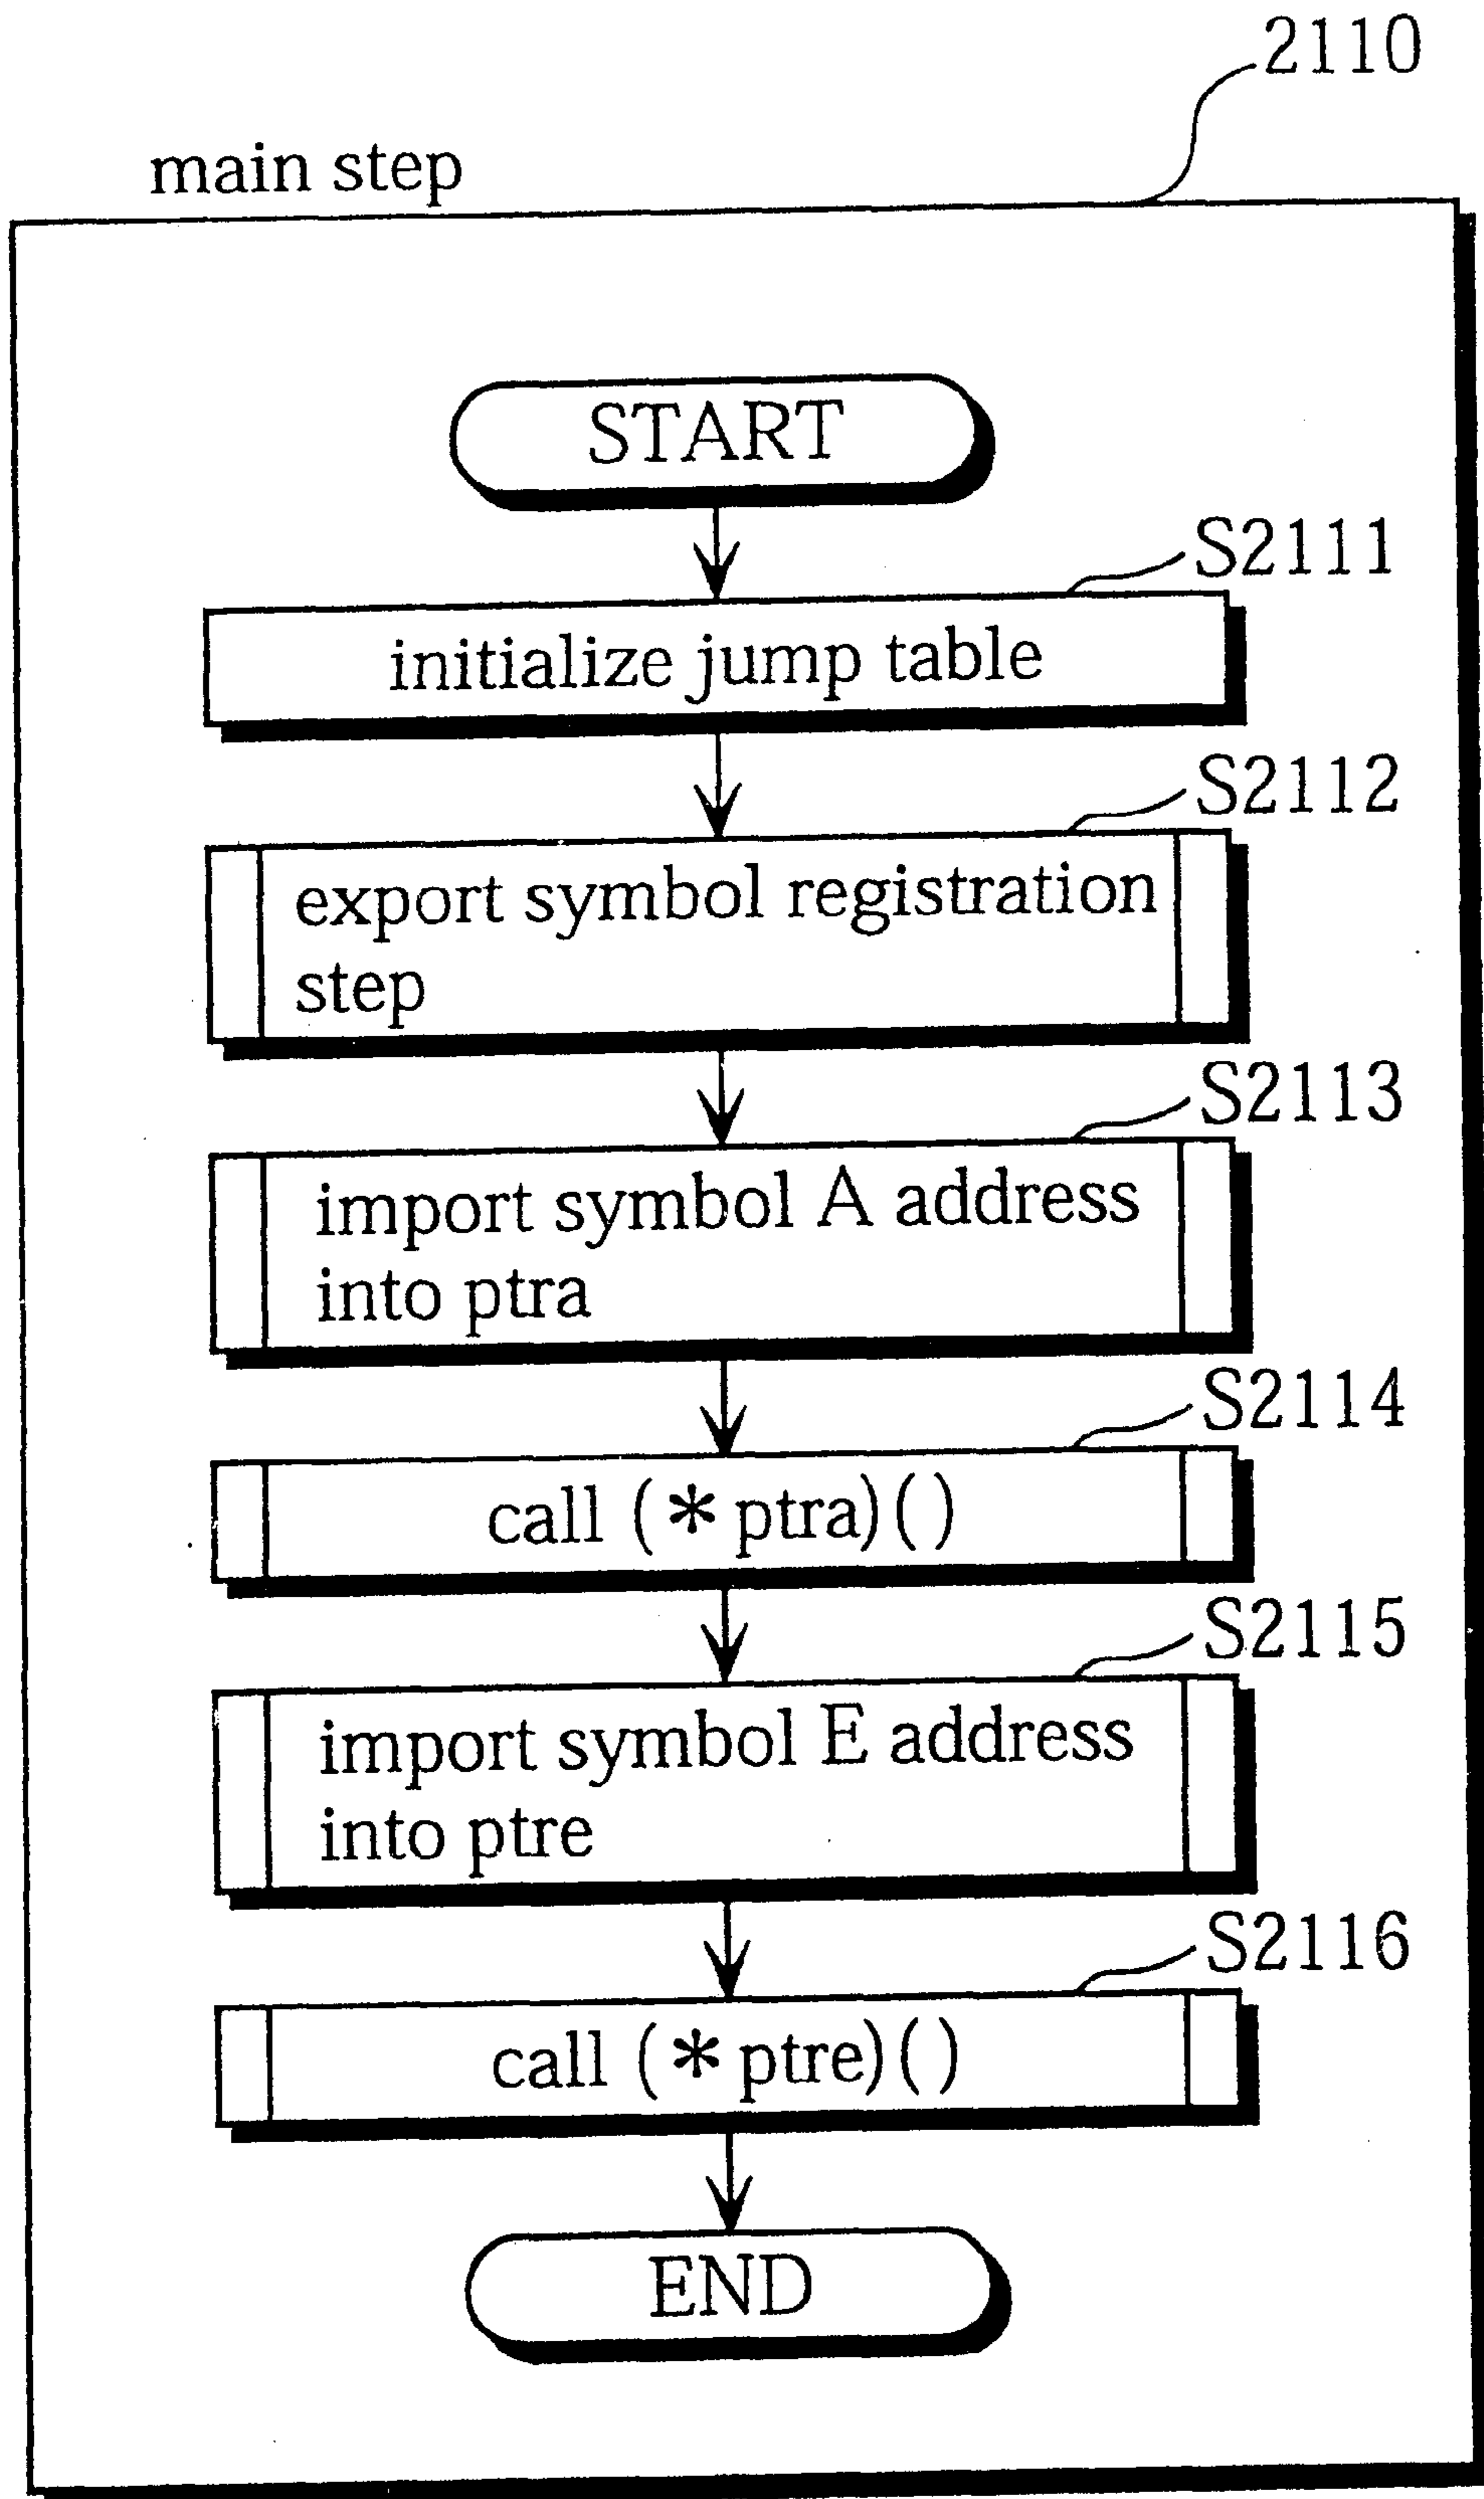 2110
main step
START
S2111
initialize jump table
S2112
export symbol registration
step
S2113
import symbol A address
into ptra
S2114
call (*ptra)()
S2115
import symbol E address
into ptre
S2116
call (*ptre)()
END